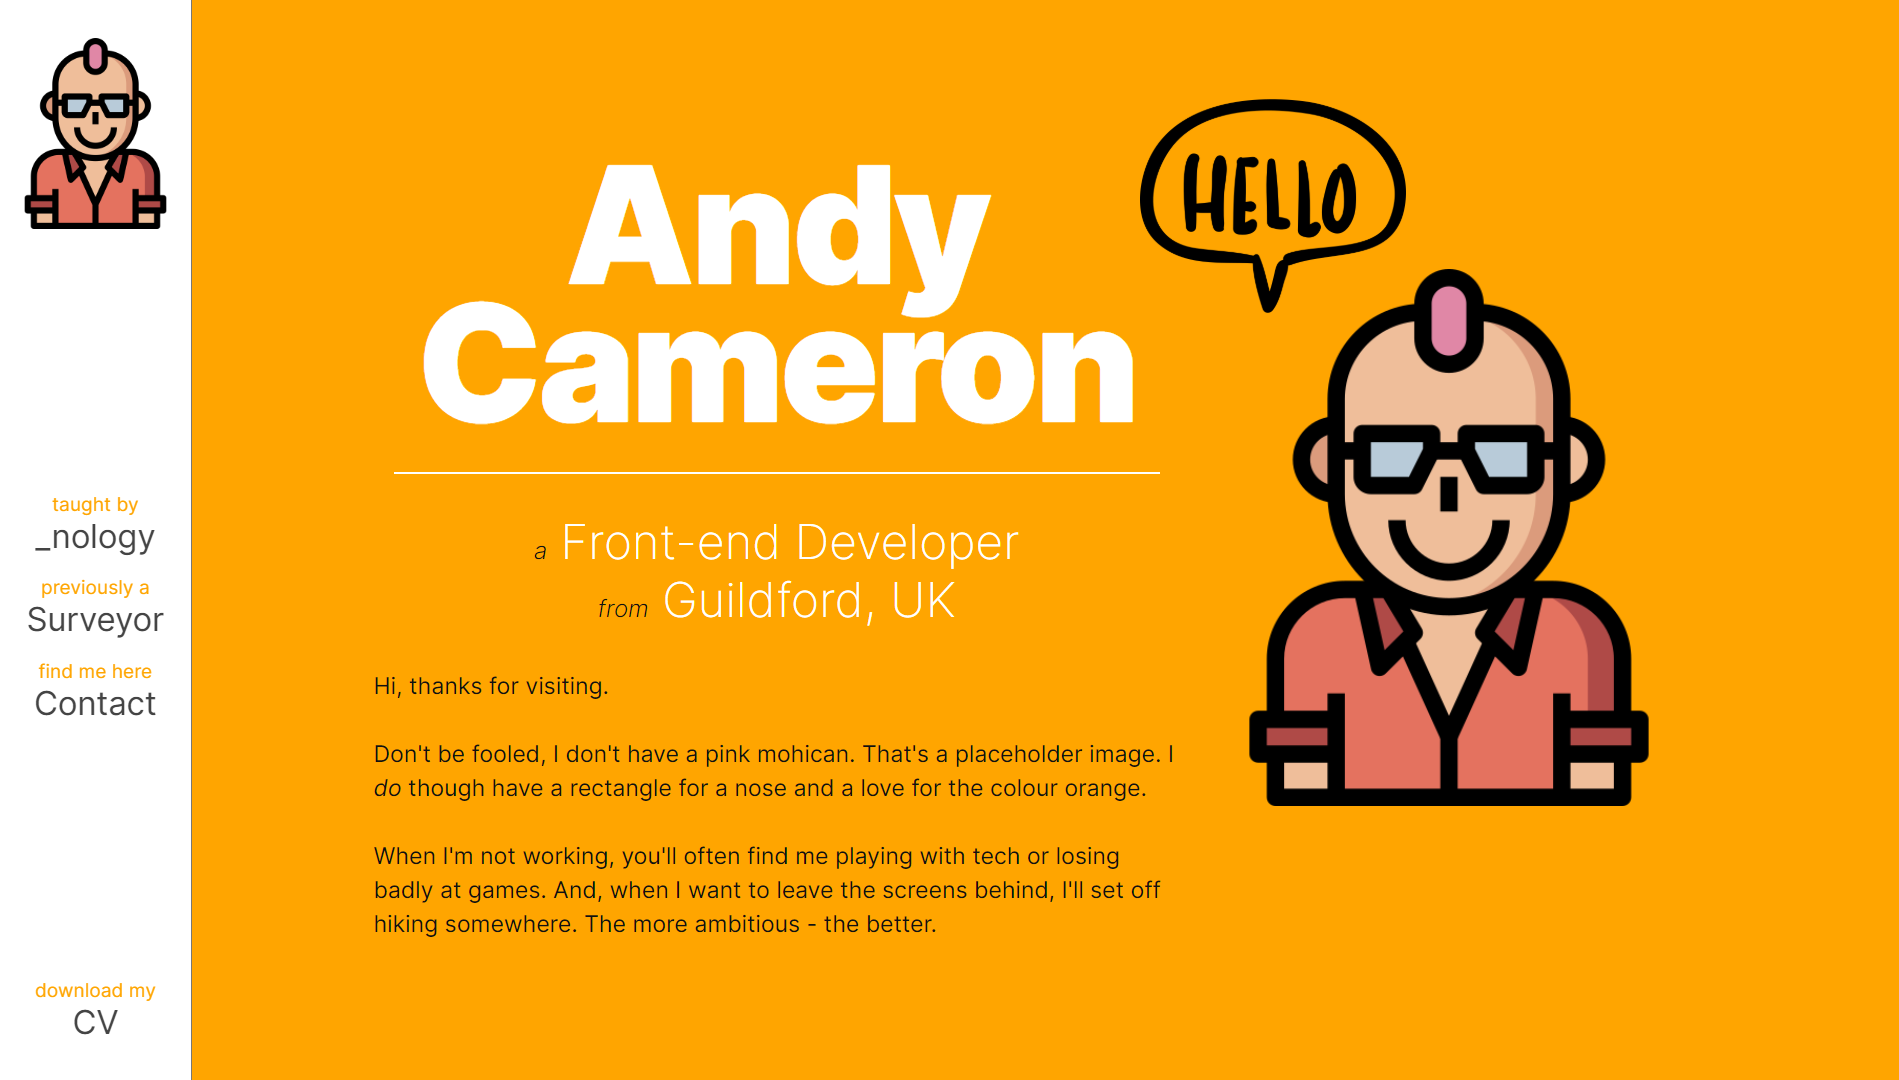 taught by
_nology
previously a
Surveyor
find me here
Contact
download my
CV
Andy
Cameron
HELLO
a Front-end Developer
from Guildford, UK
Hi, thanks for visiting.
Don't be fooled, I don't have a pink mohican. That's a placeholder image. I
do though have a rectangle for a nose and a love for the colour orange.
When I'm not working, you'll often find me playing with tech or losing
badly at games. And, when I want to leave the screens behind, I'll set off
hiking somewhere. The more ambitious - the better.